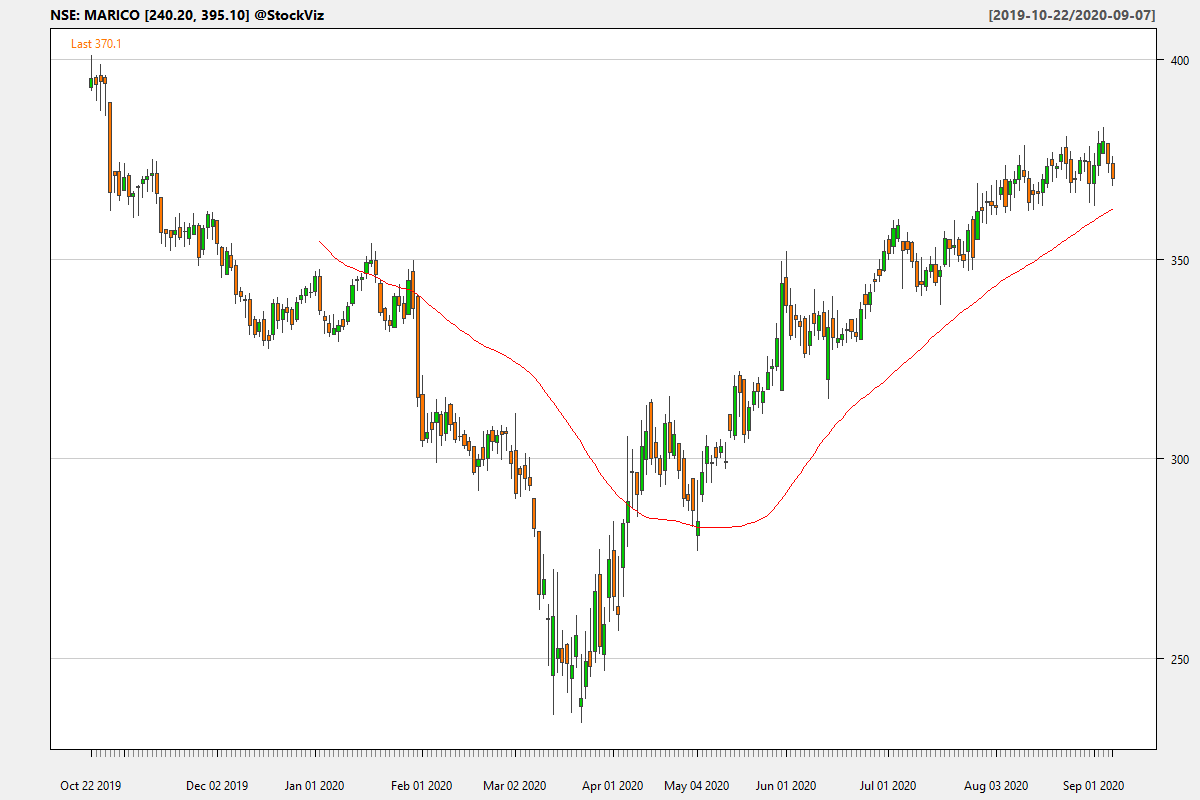 NSE: MARICO [240.20, 395.10] @StockViz
[2019-10-22/2020-09-07]
Last 370.1
400
350
300
250
Oct 22 2019
Dec 02 2019
Jan 01 2020
Feb 01 2020
Mar 02 2020
Apr 01 2020
May 04 2020
Jun 01 2020
Jul 01 2020
Aug 03 2020
Sep 01 2020